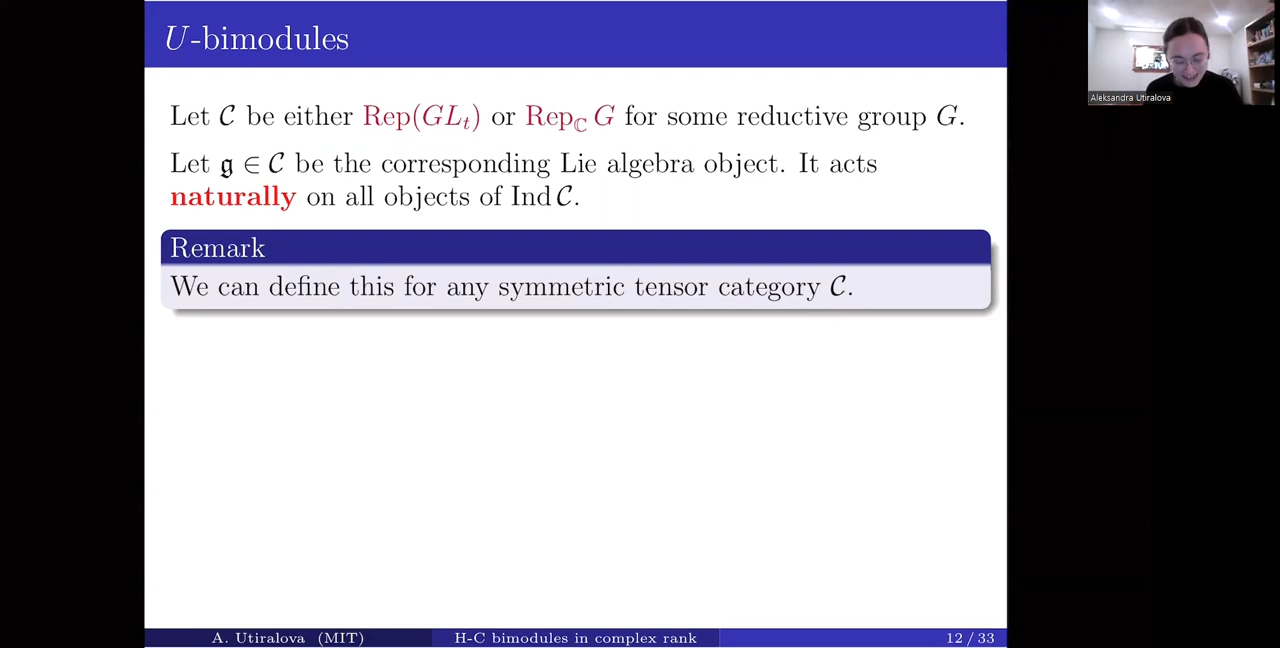 U-bimodules
Aleksandra Utiralova
Let 𝒞 be either Rep(GL_t) or Rep_ℂ G for some reductive group G.
Let 𝔤 ∈ 𝒞 be the corresponding Lie algebra object. It acts
naturally on all objects of Ind 𝒞.
Remark
We can define this for any symmetric tensor category 𝒞.
A. Utiralova (MIT) H-C bimodules in complex rank 12 / 33